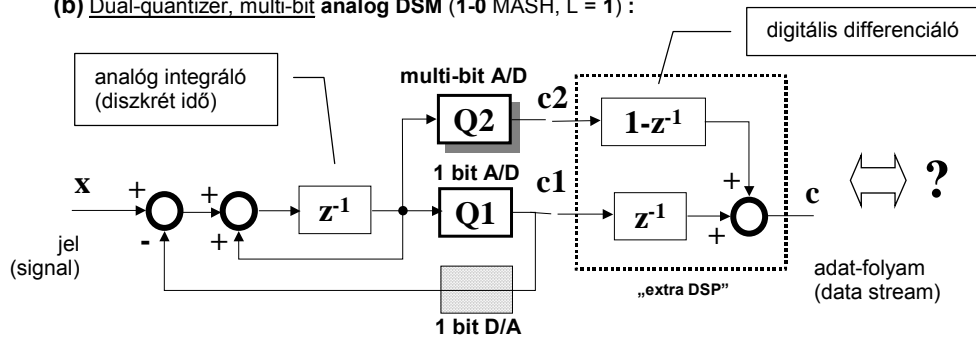 (b) Dual-quantizer, multi-bit analog DSM (1-0 MASH, L = 1) :
digitális differenciáló
analóg integráló
(diszkrét idő)
multi-bit A/D
c2
Q2
1-z-1
1 bit A/D
c1
x
+
+
z-1
Q1
z-1
+
c
?
-
+
+
jel
(signal)
„extra DSP”
adat-folyam
(data stream)
1 bit D/A